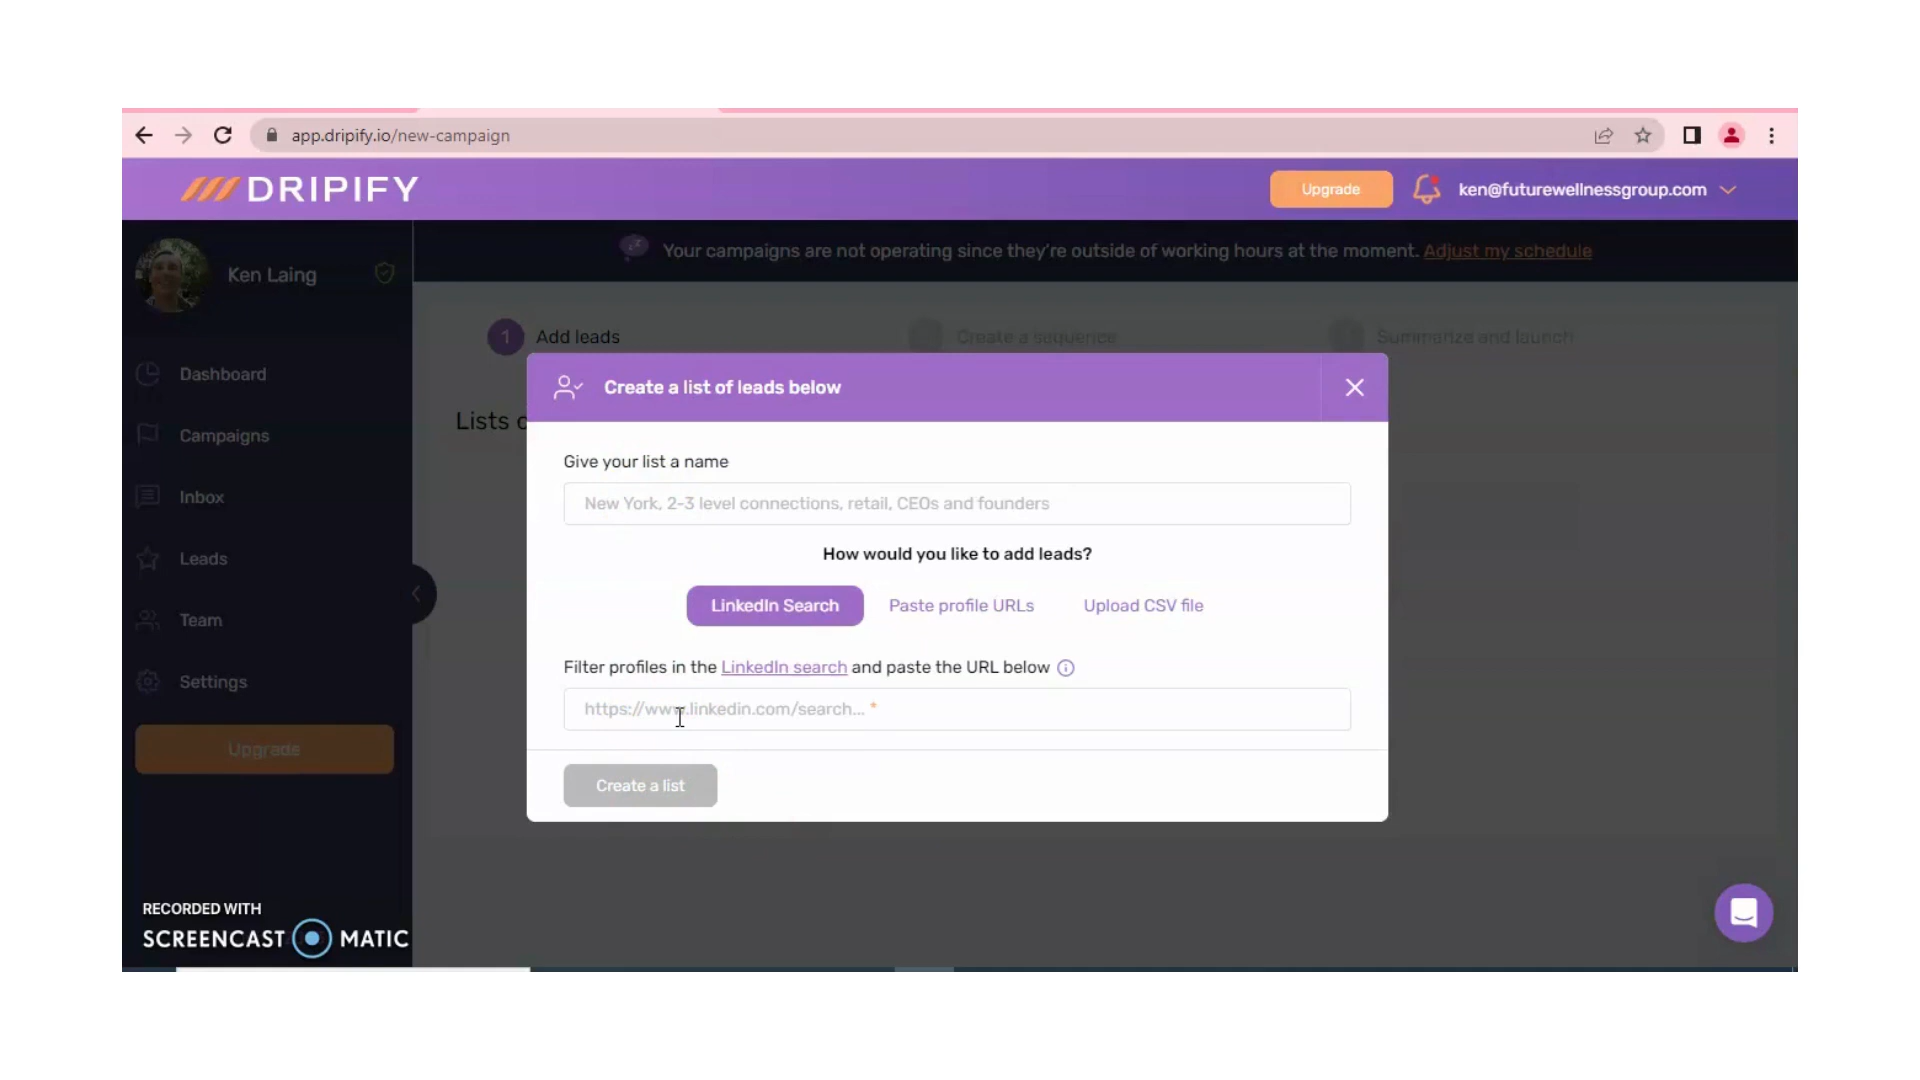 app.dripify.io/new-campaign
DRIPIFY
Upgrade
ken@futurewellnessgroup.com
Ken Laing
Your campaigns are not operating since they're outside of working hours at the moment. Adjust my schedule
1 Add leads
Create a sequence
Summarize and launch
Dashboard
Campaigns
Inbox
Leads
Team
Settings
Upgrade
Lists
Create a list of leads below
Give your list a name
New York, 2-3 level connections, retail, CEOs and founders
How would you like to add leads?
LinkedIn Search Paste profile URLs Upload CSV file
Filter profiles in the LinkedIn search and paste the URL below
https://www.linkedin.com/search... *
Create a list
RECORDED WITH
SCREENCAST MATIC